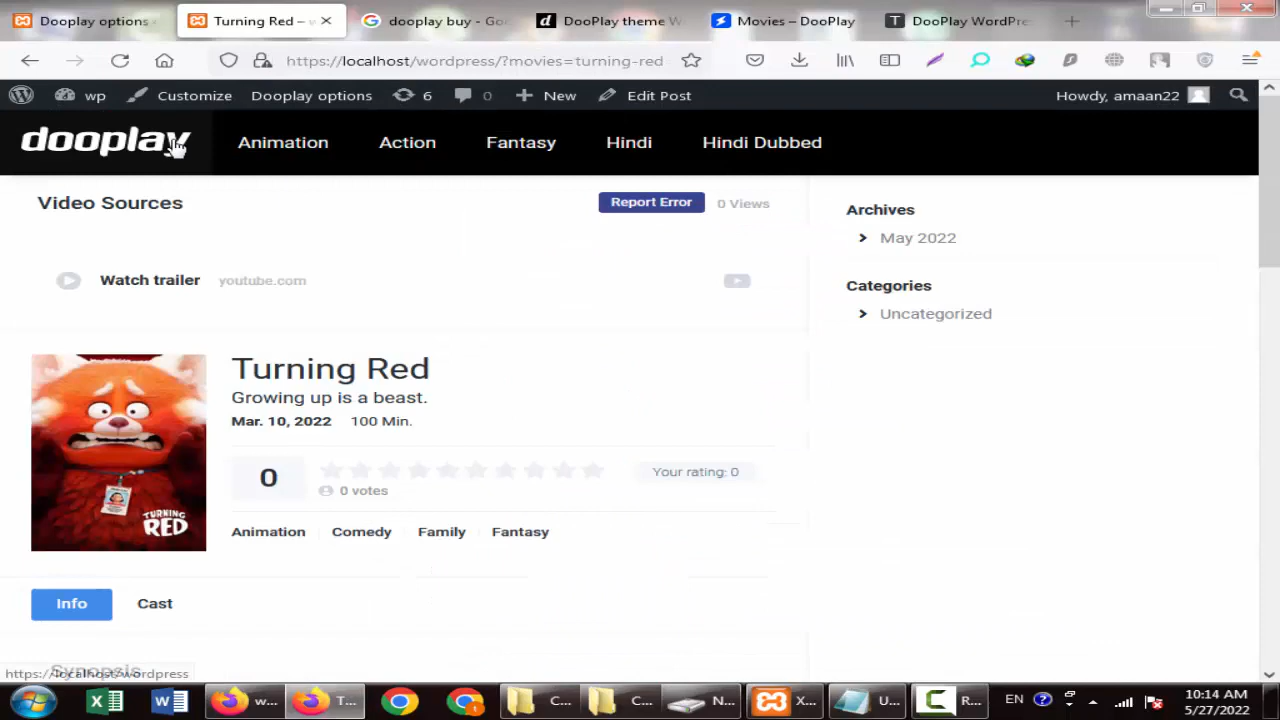 Dooplay options
Turning Red –
dooplay buy - Go
DooPlay theme W
Movies – DooPlay
DooPlay WordPre
https://localhost/wordpress/?movies=turning-red
wp
Customize
Dooplay options
6
0
New
Edit Post
Howdy, amaan22
dooplay
Animation
Action
Fantasy
Hindi
Hindi Dubbed
Video Sources
Report Error
0 Views
Watch trailer
youtube.com
Archives
May 2022
Categories
Uncategorized
TURNING
RED
Turning Red
Growing up is a beast.
Mar. 10, 2022 100 Min.
0
0 votes
Your rating: 0
Animation
Comedy
Family
Fantasy
Info
Cast
Synopsis
https://localhost/wordpress
w...
T...
C...
C...
N...
X...
U...
R...
EN
10:14 AM
5/27/2022